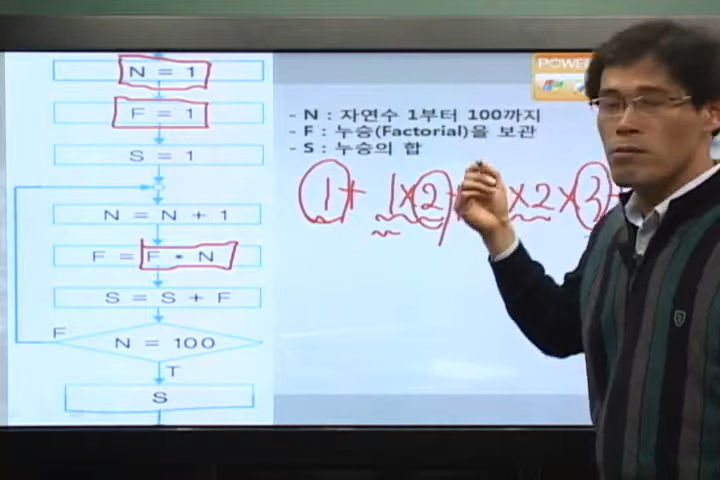 N = 1
F = 1
S = 1
N = N + 1
F = F * N
S = S + F
F
N = 100
T
S
POWER
- N : 자연수 1부터 100까지
- F : 누승(Factorial)을 보관
- S : 누승의 합
1 + 1×2 + ×2×3